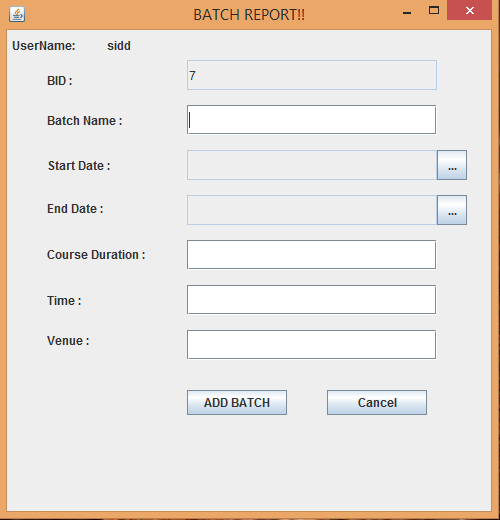 BATCH REPORT!!
UserName: sidd
BID : 7
Batch Name :
Start Date : ...
End Date : ...
Course Duration :
Time :
Venue :
ADD BATCH Cancel